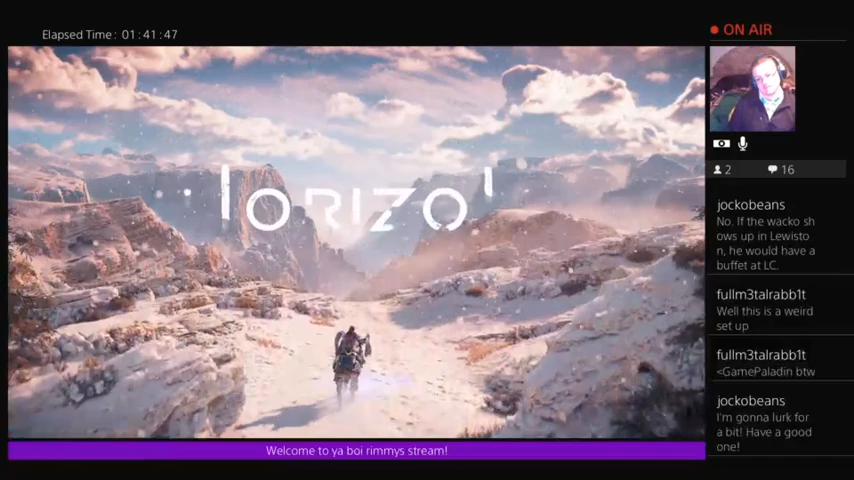 Elapsed Time: 01:41:47
ON AIR
lORIZO
2
16
jockobeans
No. If the wacko sh
ows up in Lewisto
n, he would have a
buffet at LC.
fullm3talrabb1t
Well this is a weird
set up
fullm3talrabb1t
<GamePaladin btw
jockobeans
I'm gonna lurk for
a bit! Have a good
one!
Welcome to ya boi rimmys stream!